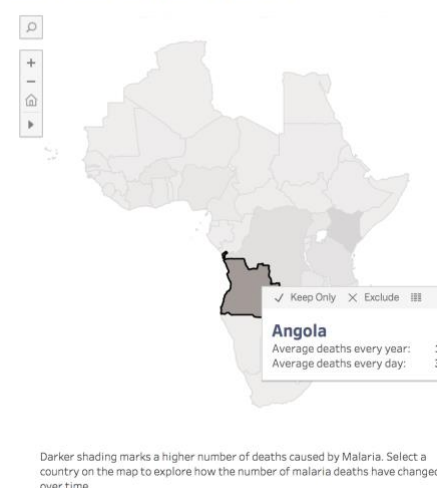 Keep Only Exclude
Angola
Average deaths every year:
Average deaths every day:
Darker shading marks a higher number of deaths caused by Malaria. Select a
country on the map to explore how the number of malaria deaths have changed
over time